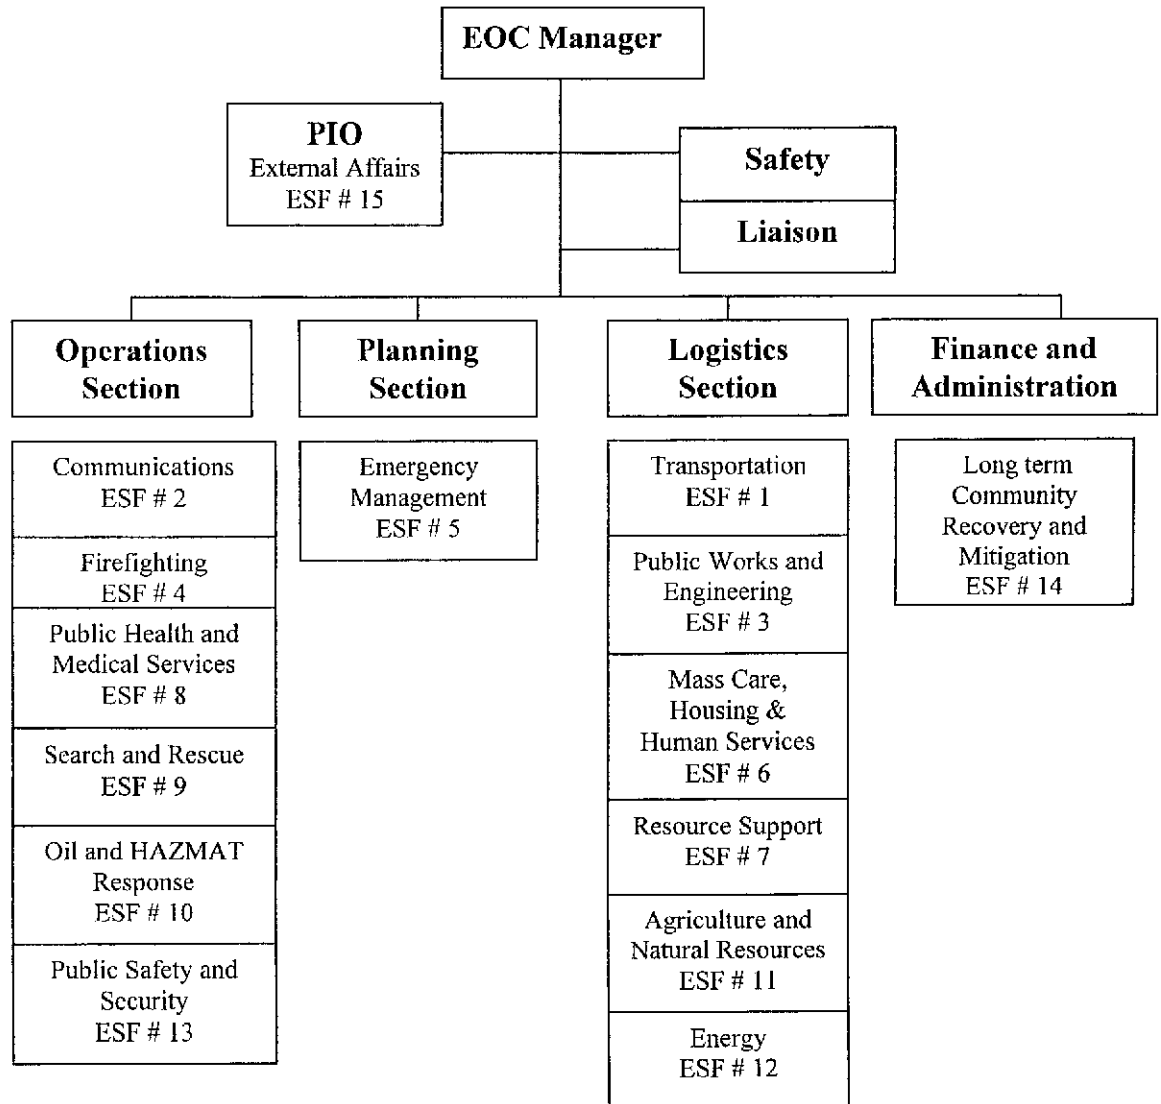 EOC Manager
PIO
External Affairs
ESF # 15
Safety
Liaison
Operations
Section
Planning
Section
Logistics
Section
Finance and
Administration
Communications
ESF # 2
Firefighting
ESF # 4
Public Health and
Medical Services
ESF # 8
Search and Rescue
ESF # 9
Oil and HAZMAT
Response
ESF # 10
Public Safety and
Security
ESF # 13
Emergency
Management
ESF # 5
Transportation
ESF # 1
Public Works and
Engineering
ESF # 3
Mass Care,
Housing &
Human Services
ESF # 6
Resource Support
ESF # 7
Agriculture and
Natural Resources
ESF # 11
Energy
ESF # 12
Long term
Community
Recovery and
Mitigation
ESF # 14